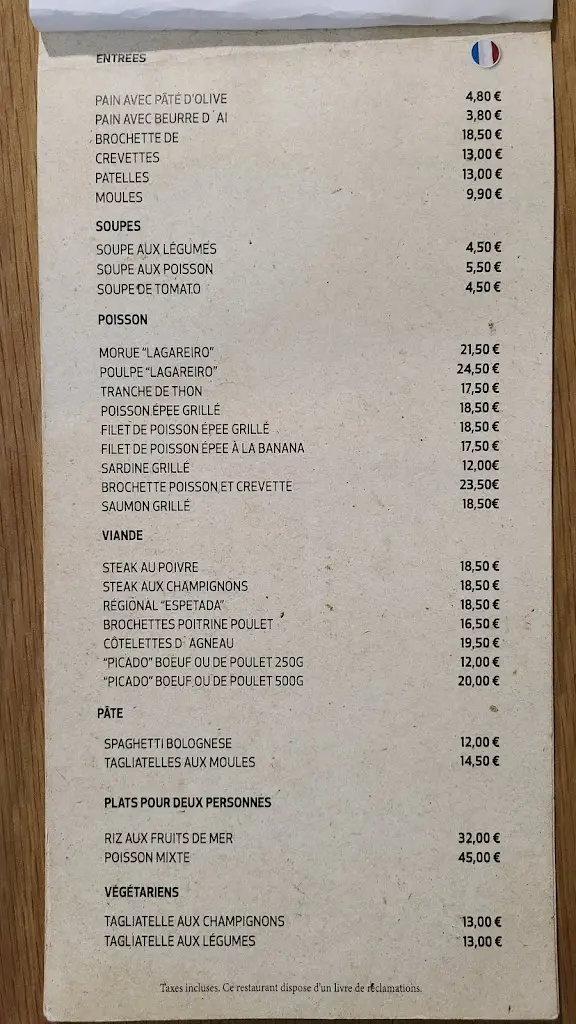 ENTRÉES
PAIN AVEC PÂTÉ D'OLIVE 4,80 €
PAIN AVEC BEURRE D´AI 3,80 €
BROCHETTE DE 18,50 €
CREVETTES 13,00 €
PATELLES 13,00 €
MOULES 9,90 €
SOUPES
SOUPE AUX LÉGUMES 4,50 €
SOUPE AUX POISSON 5,50 €
SOUPE DE TOMATO 4,50 €
POISSON
MORUE "LAGAREIRO" 21,50 €
POULPE "LAGAREIRO" 24,50 €
TRANCHE DE THON 17,50 €
POISSON ÉPEE GRILLÉ 18,50 €
FILET DE POISSON ÉPEE GRILLÉ 18,50 €
FILET DE POISSON ÉPEE À LA BANANA 17,50 €
SARDINE GRILLÉ 12,00€
BROCHETTE POISSON ET CREVETTE 23,50€
SAUMON GRILLÉ 18,50€
VIANDE
STEAK AU POIVRE 18,50 €
STEAK AUX CHAMPIGNONS 18,50 €
RÉGIONAL "ESPETADA" 18,50 €
BROCHETTES POITRINE POULET 16,50 €
CÔTELETTES D´AGNEAU 19,50 €
"PICADO" BOEUF OU DE POULET 250G 12,00 €
"PICADO" BOEUF OU DE POULET 500G 20,00 €
PÂTE
SPAGHETTI BOLOGNESE 12,00 €
TAGLIATELLES AUX MOULES 14,50 €
PLATS POUR DEUX PERSONNES
RIZ AUX FRUITS DE MER 32,00 €
POISSON MIXTE 45,00 €
VÉGÉTARIENS
TAGLIATELLE AUX CHAMPIGNONS 13,00 €
TAGLIATELLE AUX LÉGUMES 13,00 €
Taxes incluses. Ce restaurant dispose d'un livre de réclamations.